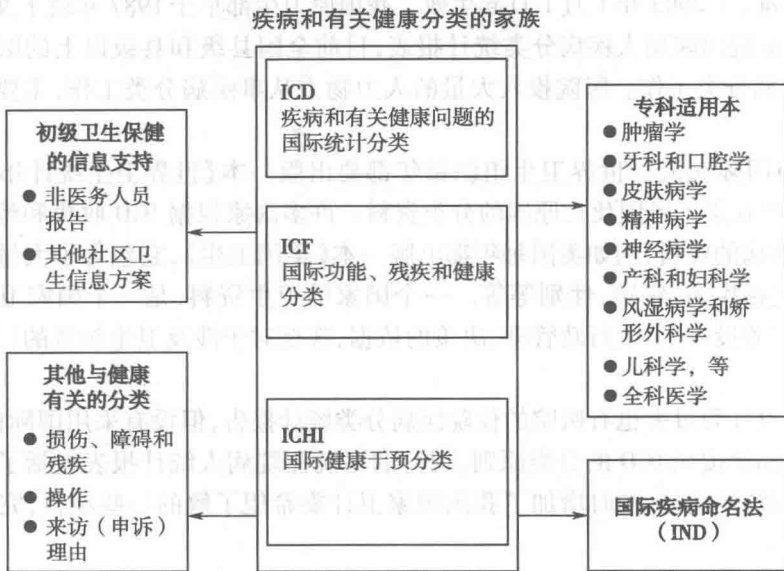 疾病和有关健康分类的家族
初级卫生保健
的信息支持
● 非医务人员
报告
● 其他社区卫
生信息方案
其他与健康
有关的分类
● 损伤、障碍和
残疾
● 操作
● 来访（申诉）
理由
ICD
疾病和有关健康问题的
国际统计分类
ICF
国际功能、残疾和健康
分类
ICHI
国际健康干预分类
专科适用本
● 肿瘤学
● 牙科和口腔学
● 皮肤病学
● 精神病学
● 神经病学
● 产科和妇科学
● 风湿病学和矫
形外科学
● 儿科学，等
● 全科医学
国际疾病命名法
（IND）